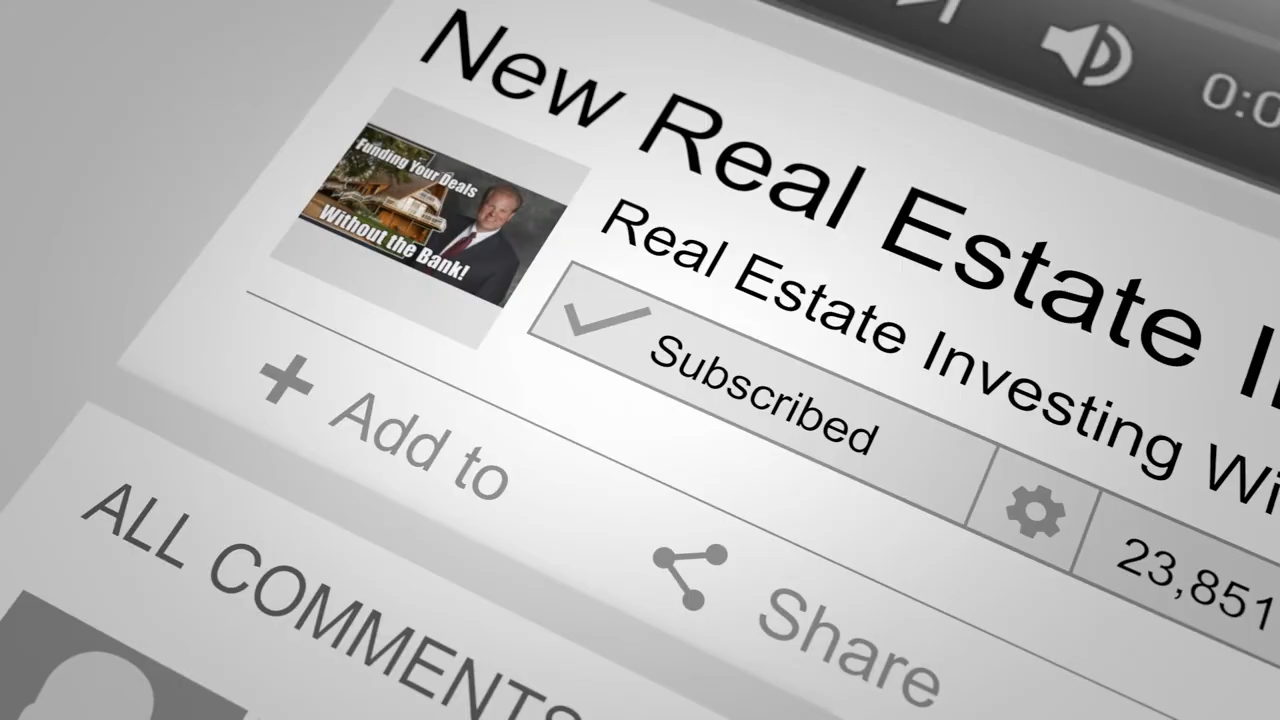 0:0
New Real Estate I
Funding Your Deals
Without the Bank!
Real Estate Investing Wi
Subscribed
23,851
Add to
Share
ALL COMMENTS